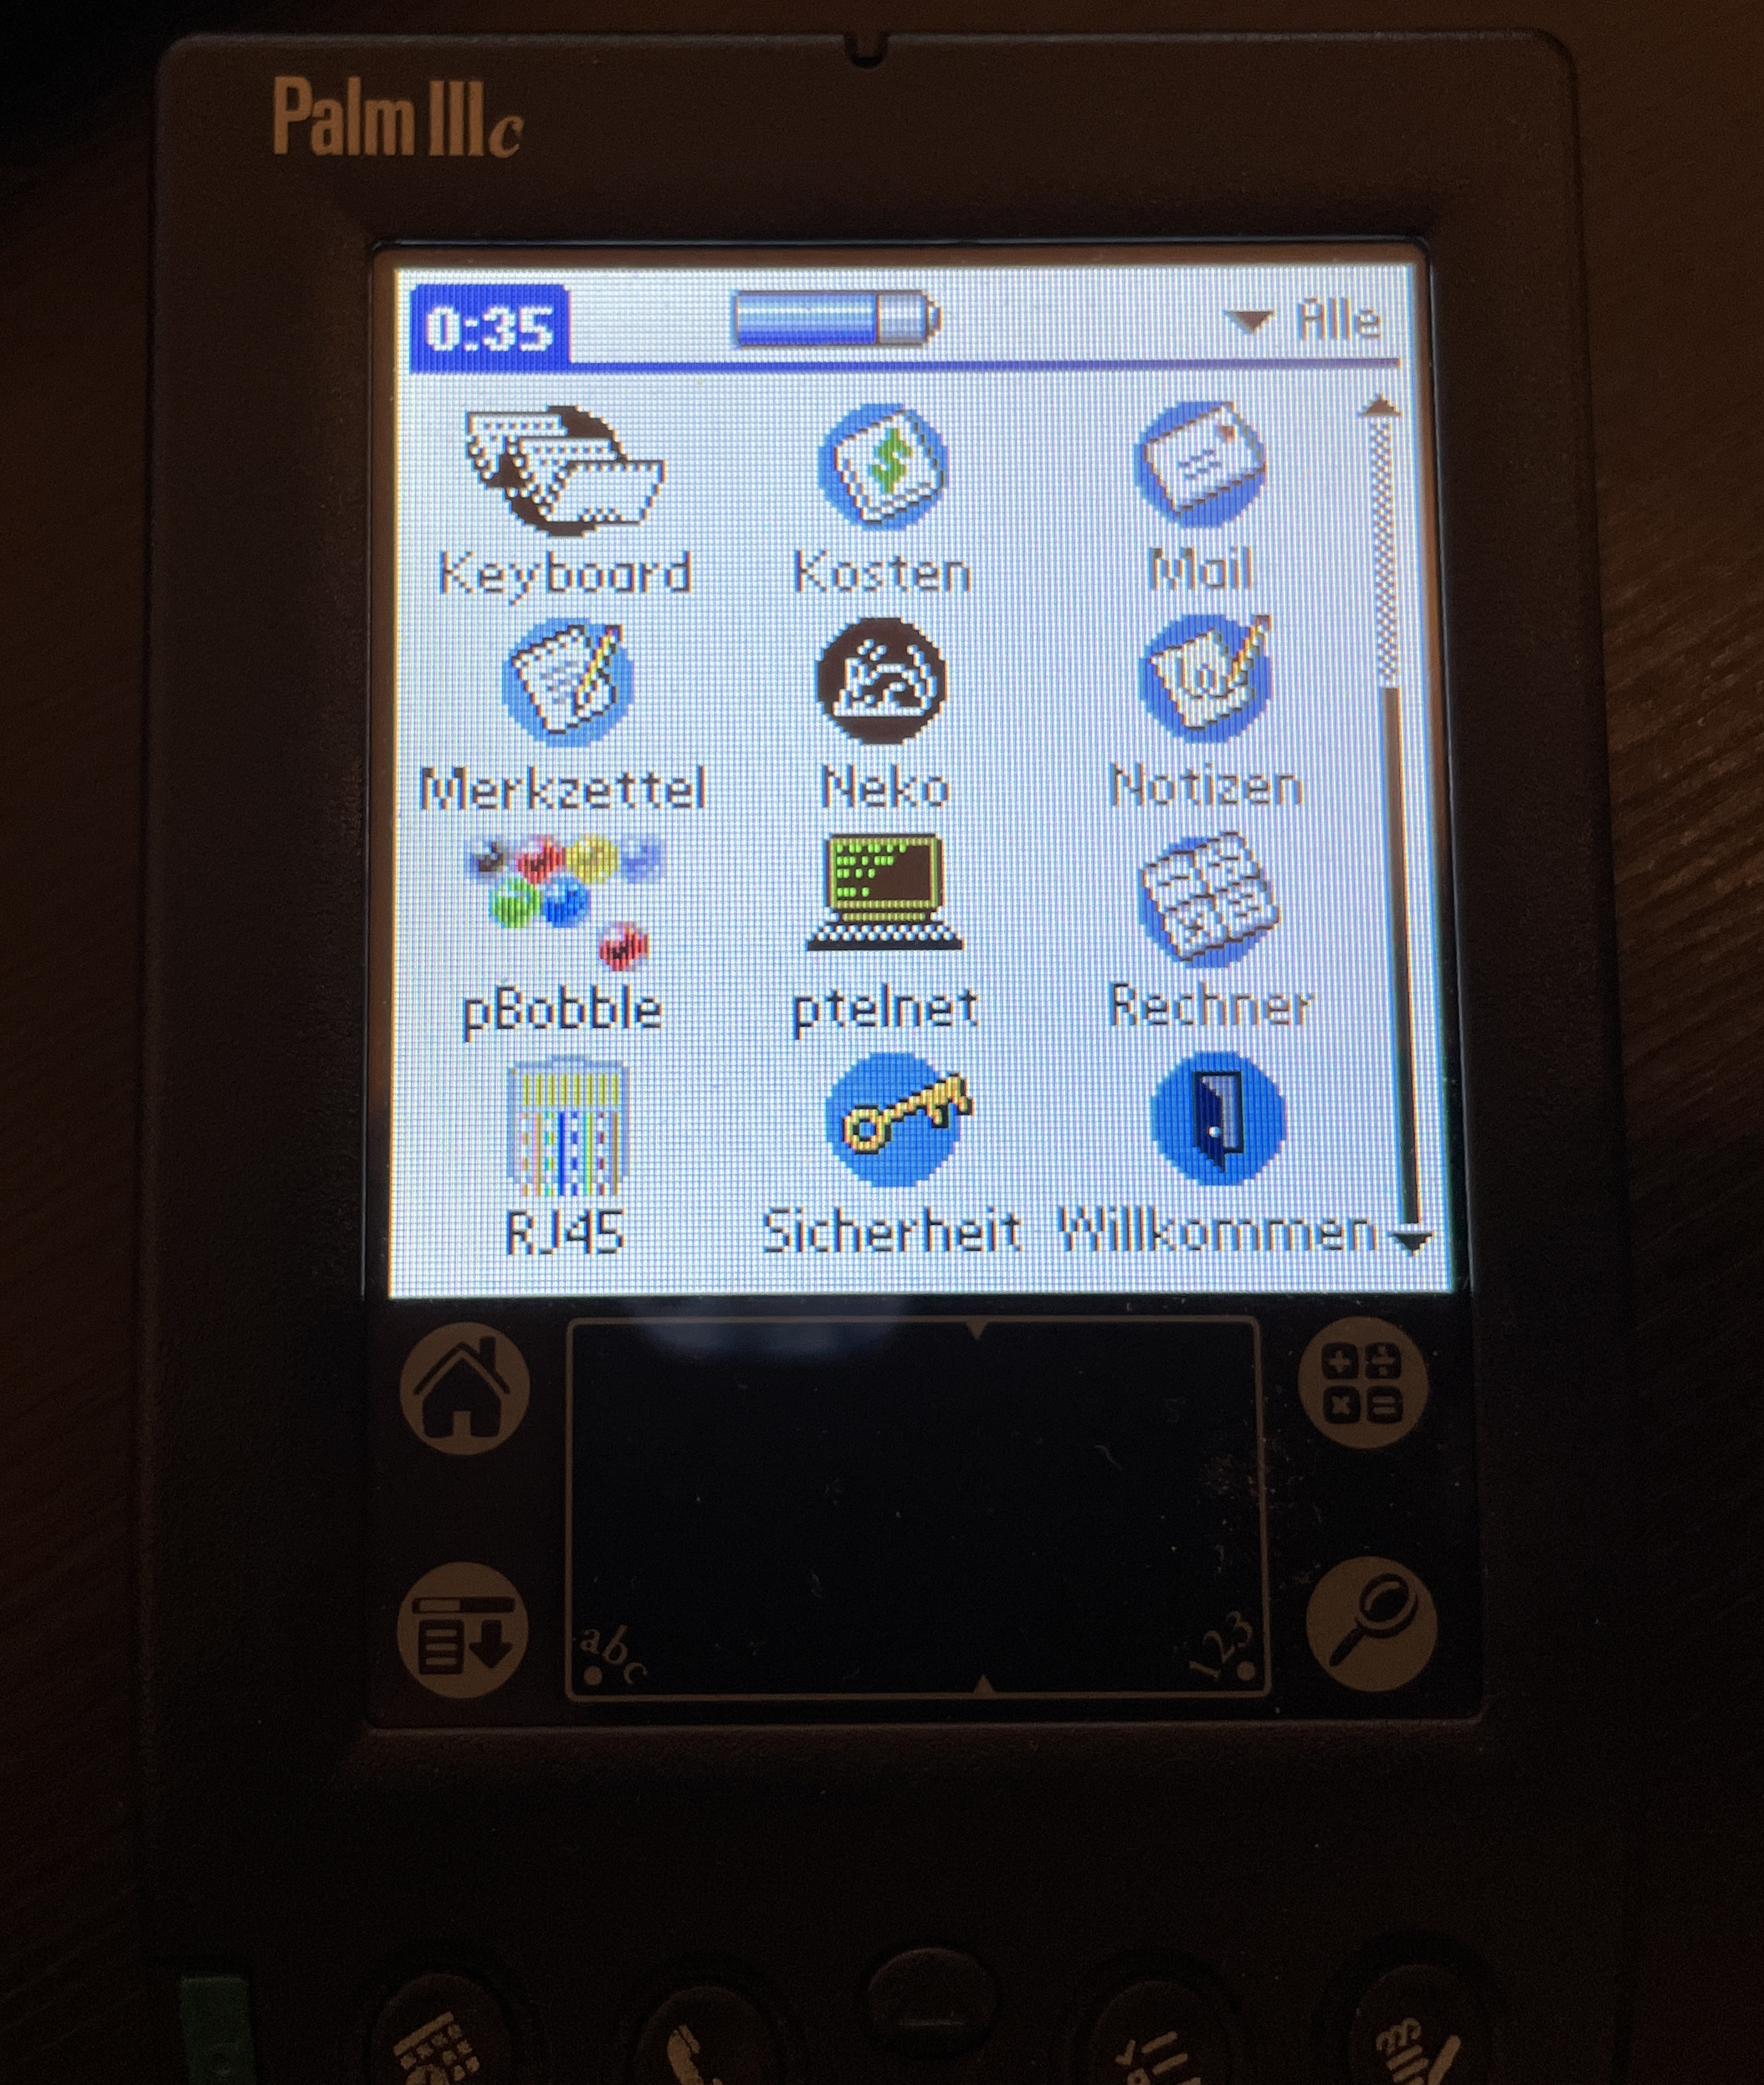 Palm IIIc
0:35 Alle
Keyboard Kosten Mail
Merkzettel Neko Notizen
pBobble ptelnet Rechner
RJ45 Sicherheit Willkommen
abc 123